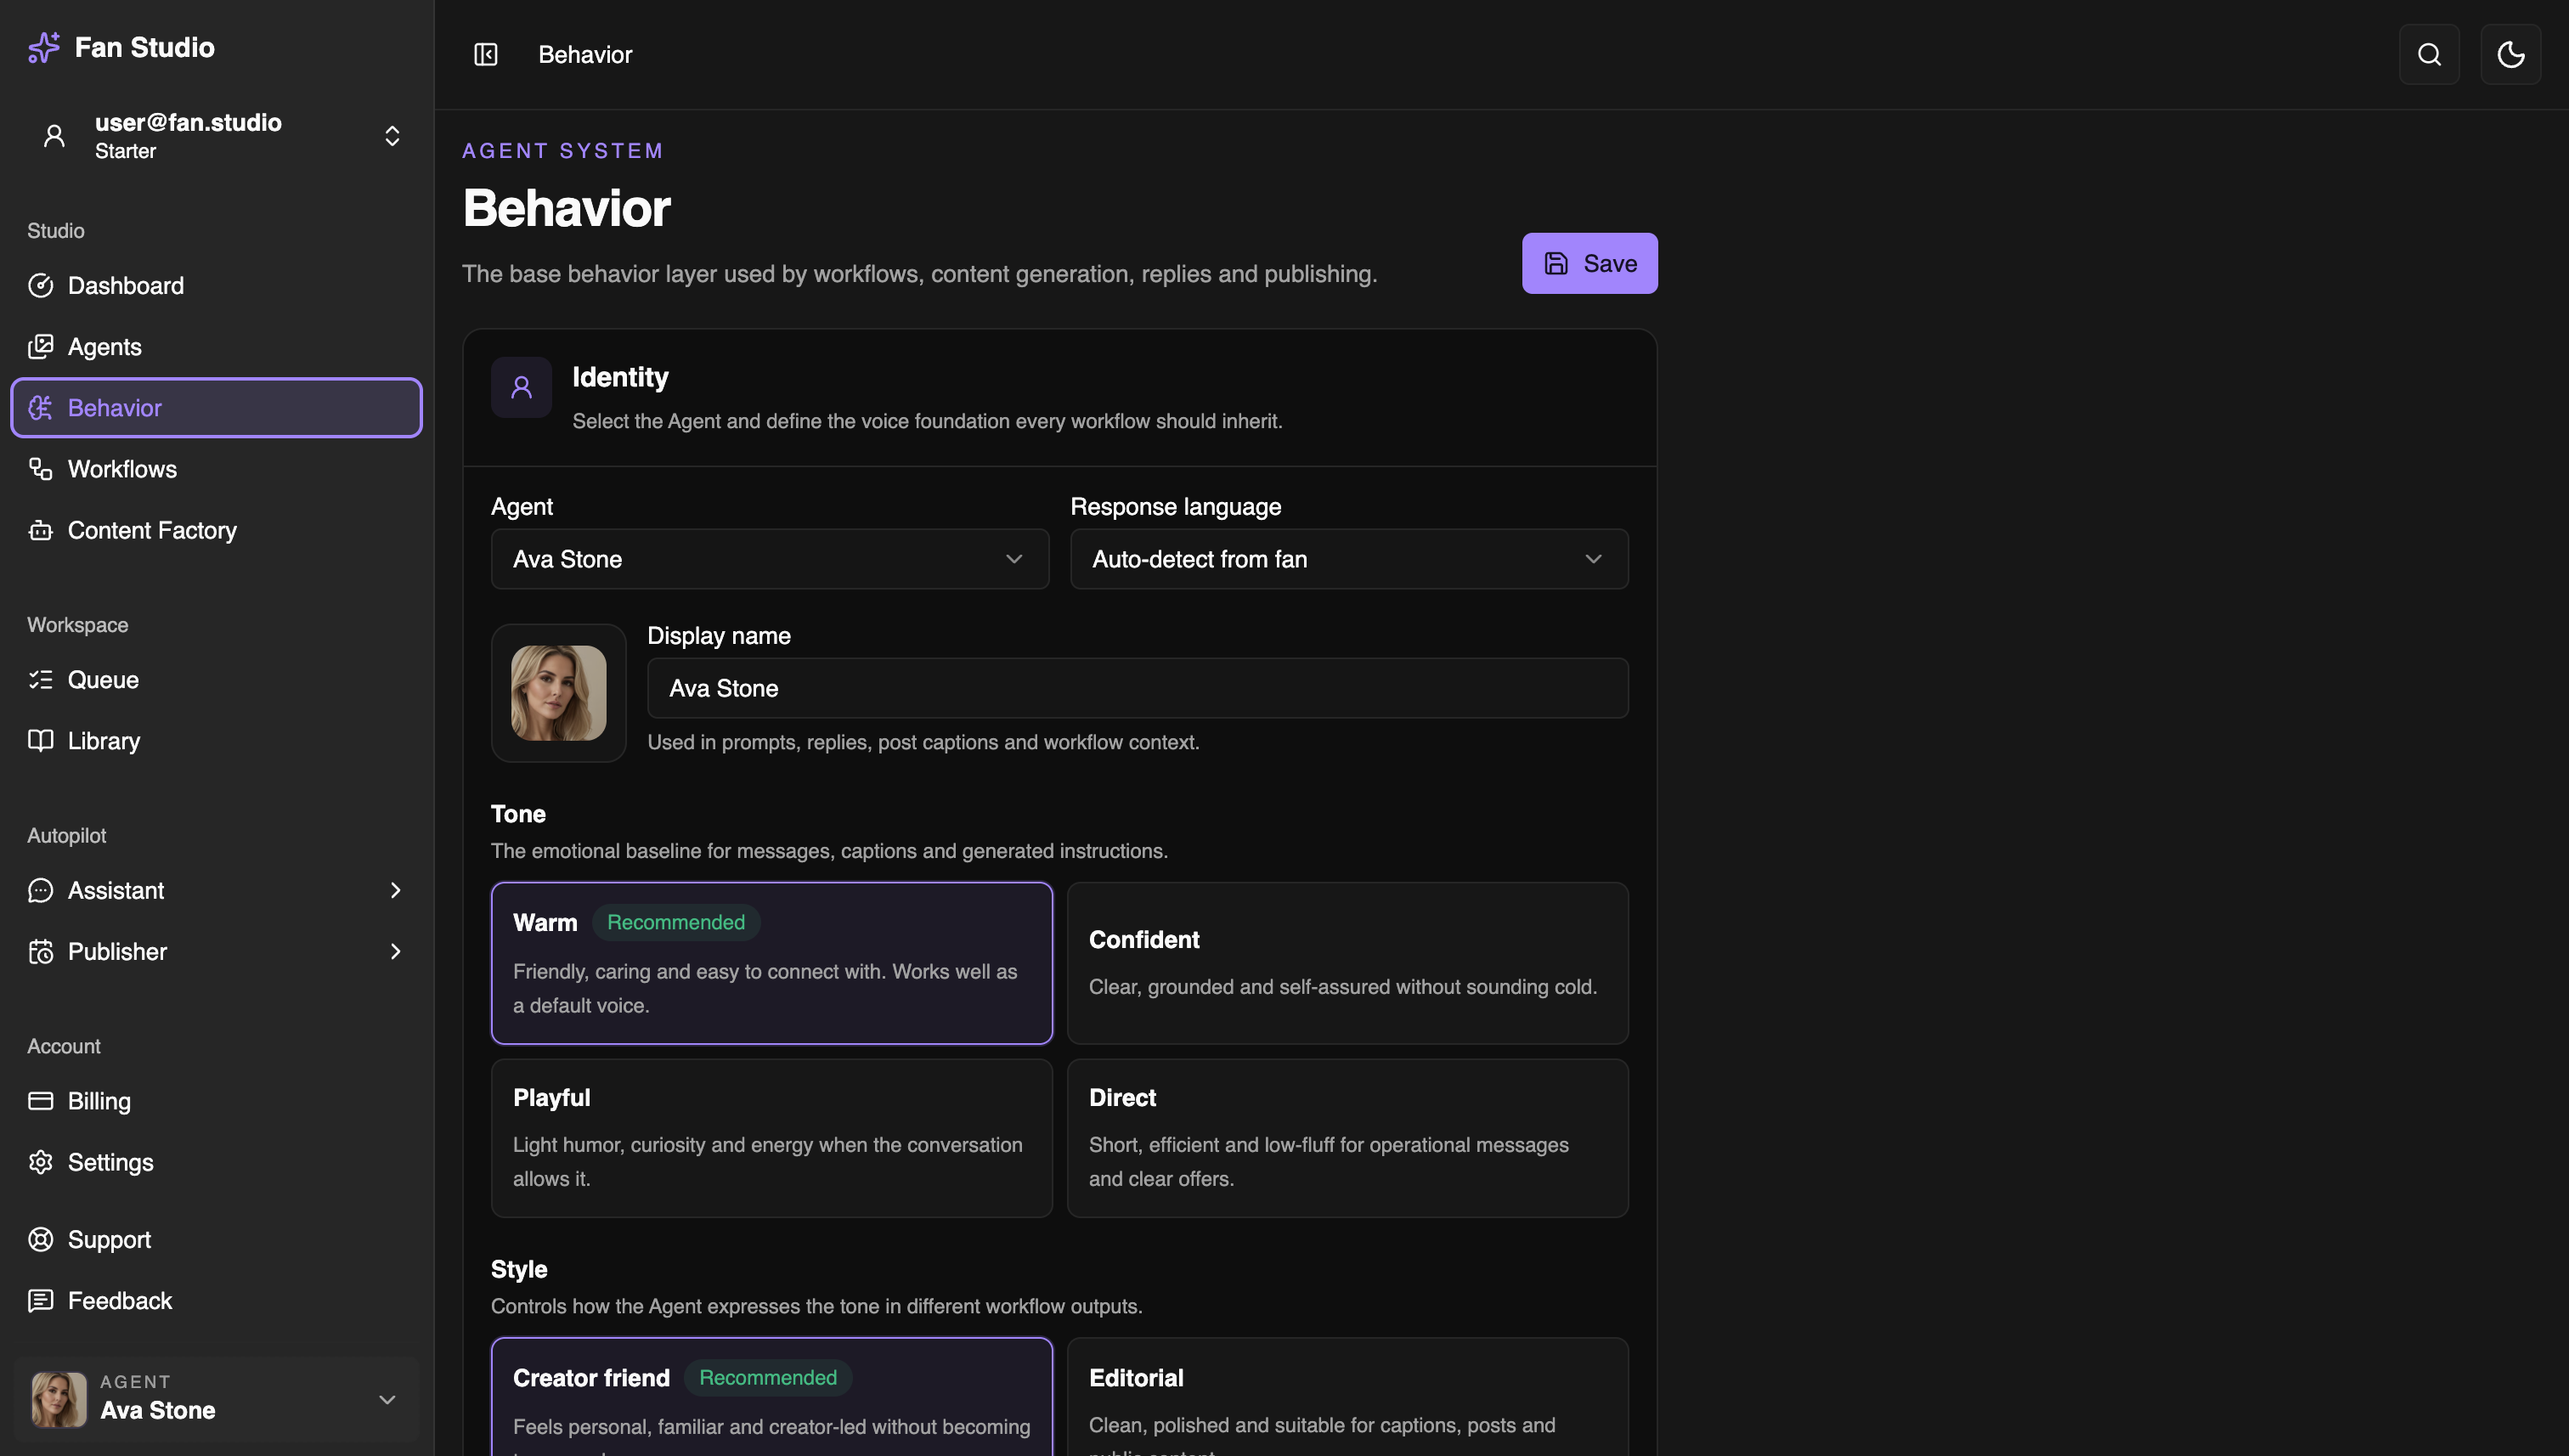 Fan Studio
user@fan.studio
Starter
Studio
Dashboard
Agents
Behavior
Workflows
Content Factory
Workspace
Queue
Library
Autopilot
Assistant
Publisher
Account
Billing
Settings
Support
Feedback
AGENT
Ava Stone
Behavior
AGENT SYSTEM
Behavior
The base behavior layer used by workflows, content generation, replies and publishing.
Save
Identity
Select the Agent and define the voice foundation every workflow should inherit.
Agent
Response language
Ava Stone
Auto-detect from fan
Display name
Ava Stone
Used in prompts, replies, post captions and workflow context.
Tone
The emotional baseline for messages, captions and generated instructions.
Warm Recommended
Friendly, caring and easy to connect with. Works well as
a default voice.
Confident
Clear, grounded and self-assured without sounding cold.
Playful
Light humor, curiosity and energy when the conversation
allows it.
Direct
Short, efficient and low-fluff for operational messages
and clear offers.
Style
Controls how the Agent expresses the tone in different workflow outputs.
Creator friend Recommended
Feels personal, familiar and creator-led without becoming
Editorial
Clean, polished and suitable for captions, posts and